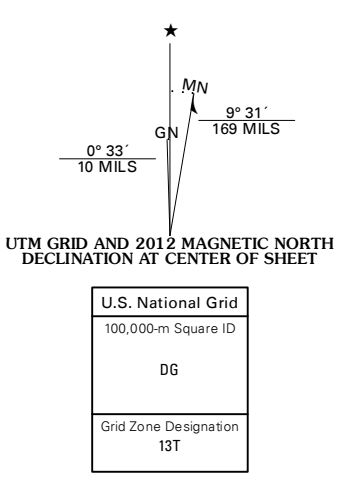 ★
MN
GN
9° 31´
169 MILS
0° 33´
10 MILS
UTM GRID AND 2012 MAGNETIC NORTH
DECLINATION AT CENTER OF SHEET
U.S. National Grid
100,000-m Square ID
DG
Grid Zone Designation
13T